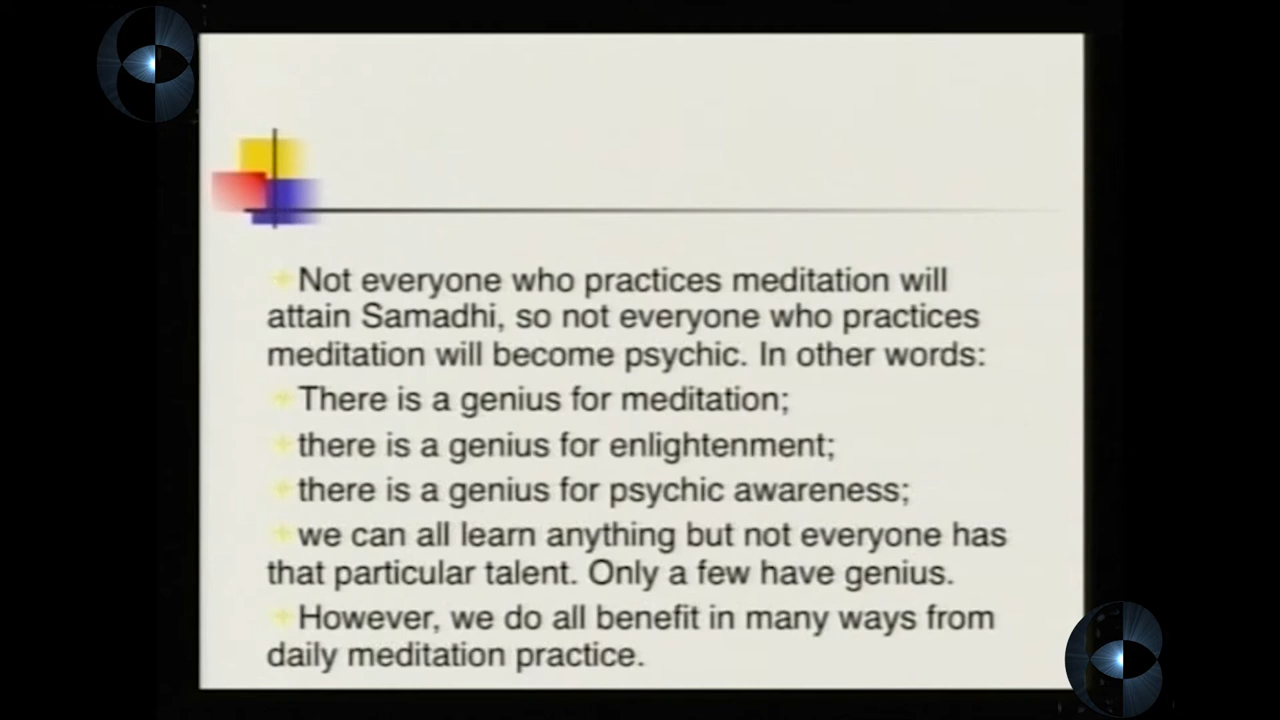 Not everyone who practices meditation will
attain Samadhi, so not everyone who practices
meditation will become psychic. In other words:
There is a genius for meditation;
there is a genius for enlightenment;
there is a genius for psychic awareness;
we can all learn anything but not everyone has
that particular talent. Only a few have genius.
However, we do all benefit in many ways from
daily meditation practice.